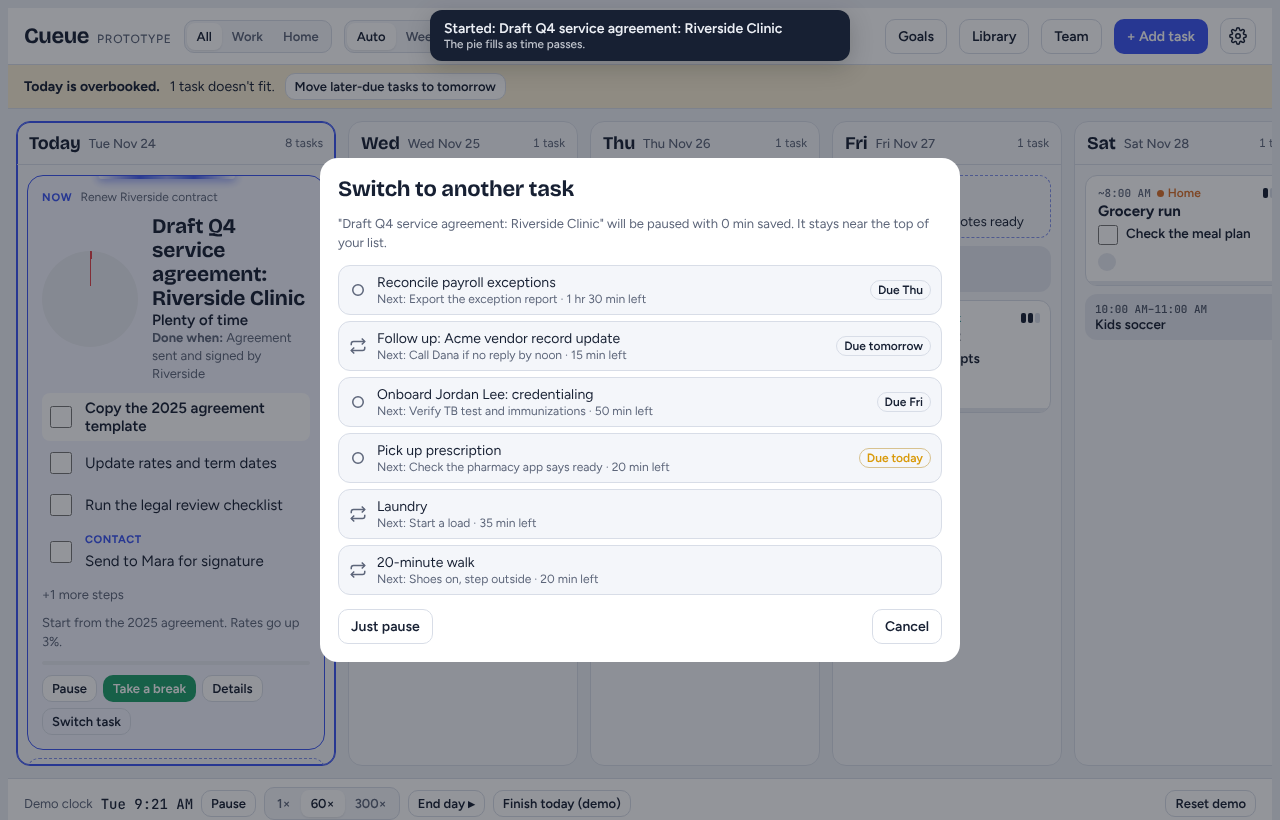 Cueue PROTOTYPE
All Work Home
Auto
Started: Draft Q4 service agreement: Riverside Clinic
The pie fills as time passes.
Goals Library Team + Add task
Today is overbooked. 1 task doesn't fit. Move later-due tasks to tomorrow
Today Tue Nov 24 8 tasks
Wed Wed Nov 25 1 task
Thu Thu Nov 26 1 task
Fri Fri Nov 27 1 task
Sat Sat Nov 28
NOW Renew Riverside contract
Draft Q4
service
agreement:
Riverside Clinic
Plenty of time
Done when: Agreement
sent and signed by
Riverside
Copy the 2025 agreement
template
Update rates and term dates
Run the legal review checklist
CONTACT
Send to Mara for signature
+1 more steps
Start from the 2025 agreement. Rates go up
3%.
Pause Take a break Details
Switch task
Switch to another task
"Draft Q4 service agreement: Riverside Clinic" will be paused with 0 min saved. It stays near the top of
your list.
Reconcile payroll exceptions
Next: Export the exception report · 1 hr 30 min left
Due Thu
Follow up: Acme vendor record update
Next: Call Dana if no reply by noon · 15 min left
Due tomorrow
Onboard Jordan Lee: credentialing
Next: Verify TB test and immunizations · 50 min left
Due Fri
Pick up prescription
Next: Check the pharmacy app says ready · 20 min left
Due today
Laundry
Next: Start a load · 35 min left
20-minute walk
Next: Shoes on, step outside · 20 min left
Just pause Cancel
ready
~8:00 AM Home
Grocery run
Check the meal plan
10:00 AM–11:00 AM
Kids soccer
Demo clock Tue 9:21 AM Pause 1× 60× 300× End day ▸ Finish today (demo) Reset demo